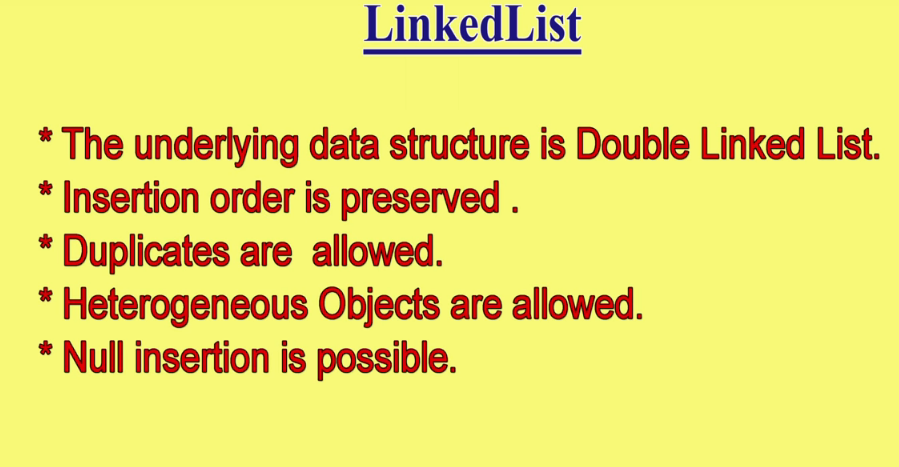 LinkedList
* The underlying data structure is Double Linked List.
* Insertion order is preserved .
* Duplicates are  allowed.
* Heterogeneous Objects are allowed.
* Null insertion is possible.